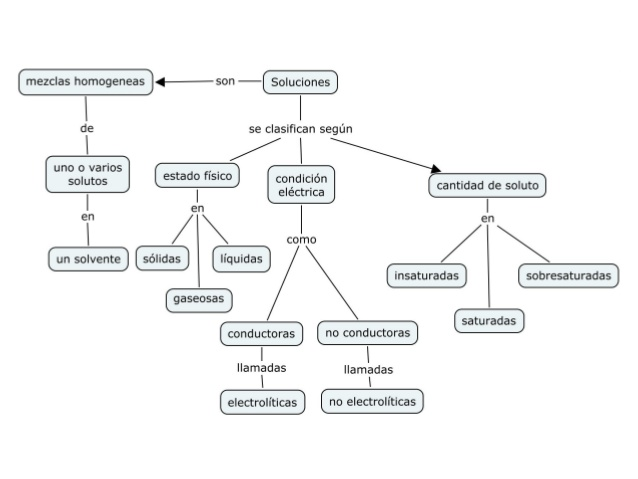 mezclas homogeneas
son
Soluciones
de
se clasifican según
uno o varios
solutos
estado físico
condición
eléctrica
cantidad de soluto
en
en
en
como
un solvente
sólidas
líquidas
gaseosas
insaturadas
sobresaturadas
saturadas
conductoras
no conductoras
llamadas
llamadas
electrolíticas
no electrolíticas